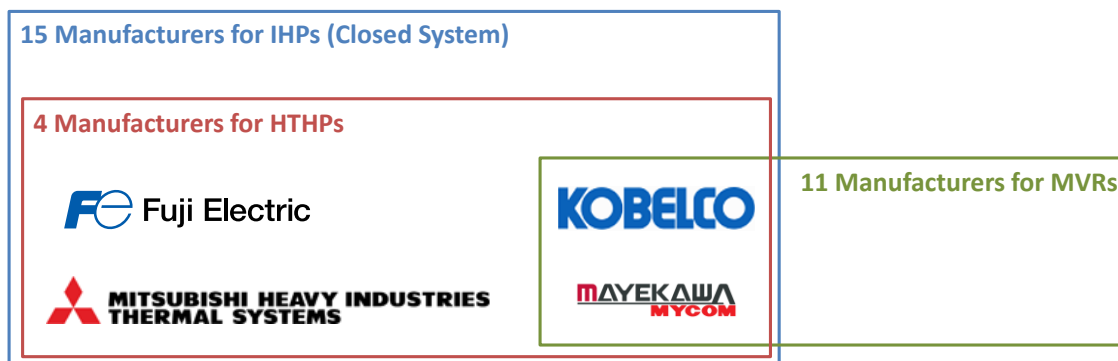 15 Manufacturers for IHPs (Closed System)
4 Manufacturers for HTHPs
11 Manufacturers for MVRs
Fe Fuji Electric
KOBELCO
MITSUBISHI HEAVY INDUSTRIES
THERMAL SYSTEMS
MAYEKAWA
MYCOM